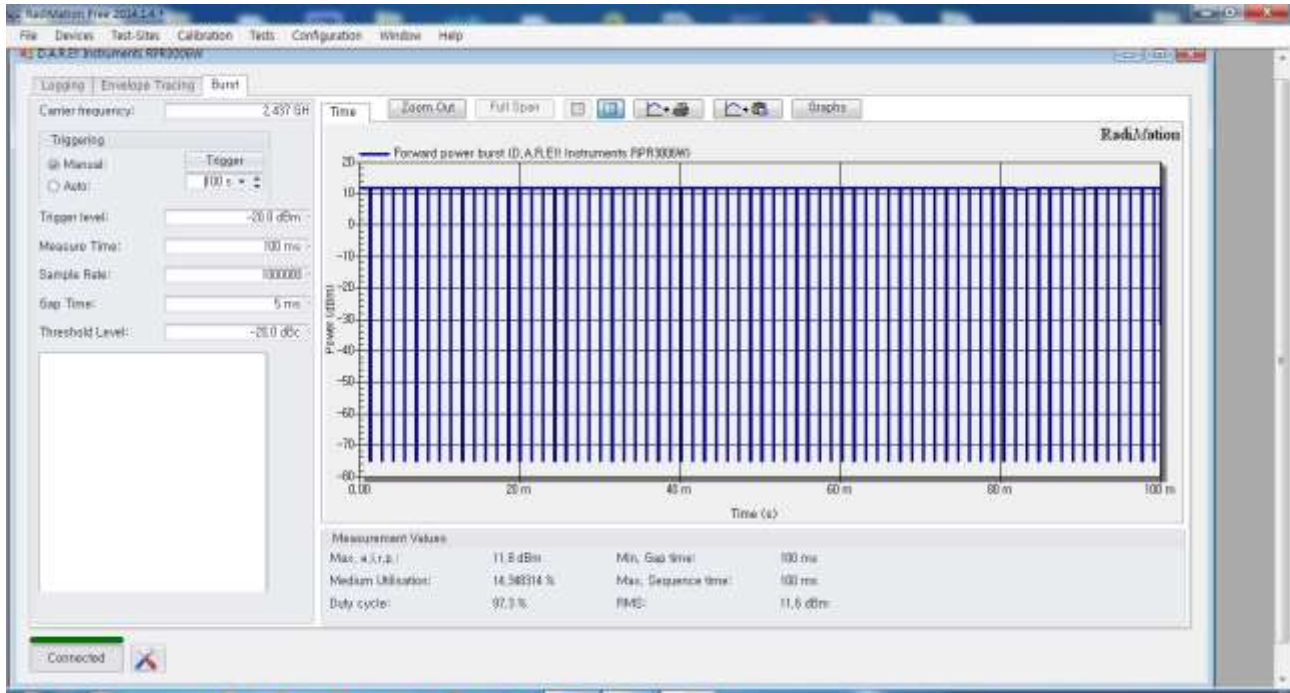 RadiMation Free 2014.1.4
File Devices Test-Sites Calibration Tests Configuration Window Help
D.A.R.E!! Instruments RPR3006W
Logging Envelope Tracing Burst
Carrier frequency: 2,437 GH
Triggering
Manual Trigger
Auto: 100 s
Trigger level: -20.0 dBm
Measure Time: 100 ms
Sample Rate: 1000000
Gap Time: 5 ms
Threshold Level: -20.0 dBc
Time Zoom Out Full Span Graphs
RadiMation
Forward power burst (D.A.R.E!! Instruments RPR3006W)
20
10
0
-10
-20
-30
-40
-50
-60
-70
-80
Power (dBm)
0.00 20 m 40 m 60 m 80 m 100 m
Time (s)
Measurement Values
Max. e.i.r.p.: 11,8 dBm Min. Gap time: 100 ms
Medium Utilisation: % Max. Sequence time: 100 ms
Duty cycle: 97,3 % RMS: 11,6 dBm
Connected